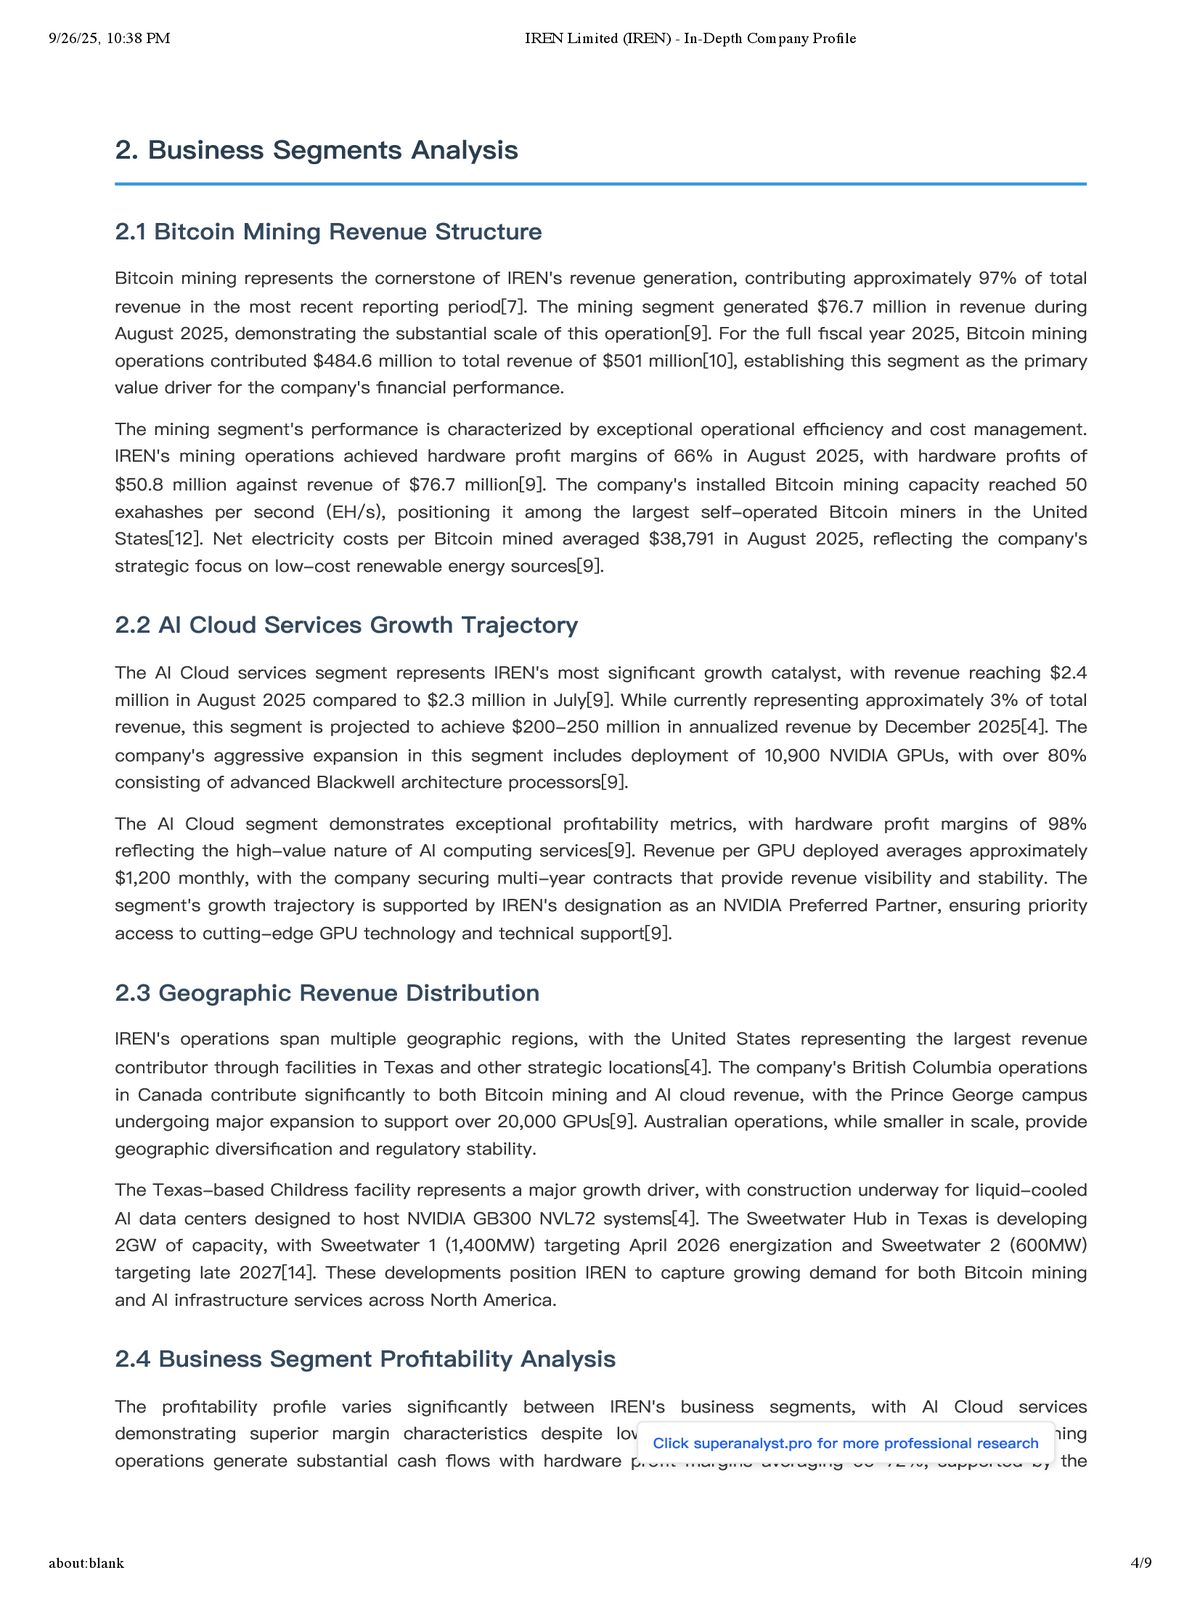 9/26/25, 10:38 PM
IREN Limited (IREN) - In-Depth Company Profile
2. Business Segments Analysis
2.1 Bitcoin Mining Revenue Structure
Bitcoin mining represents the cornerstone of IREN's revenue generation, contributing approximately 97% of total
revenue in the most recent reporting period[7]. The mining segment generated $76.7 million in revenue during
August 2025, demonstrating the substantial scale of this operation[9]. For the full fiscal year 2025, Bitcoin mining
operations contributed $484.6 million to total revenue of $501 million[10], establishing this segment as the primary
value driver for the company's financial performance.
The mining segment's performance is characterized by exceptional operational efficiency and cost management.
IREN's mining operations achieved hardware profit margins of 66% in August 2025, with hardware profits of
$50.8 million against revenue of $76.7 million[9]. The company's installed Bitcoin mining capacity reached 50
exahashes per second (EH/s), positioning it among the largest self–operated Bitcoin miners in the United
States[12]. Net electricity costs per Bitcoin mined averaged $38,791 in August 2025, reflecting the company's
strategic focus on low–cost renewable energy sources[9].
2.2 AI Cloud Services Growth Trajectory
The AI Cloud services segment represents IREN's most significant growth catalyst, with revenue reaching $2.4
million in August 2025 compared to $2.3 million in July[9]. While currently representing approximately 3% of total
revenue, this segment is projected to achieve $200–250 million in annualized revenue by December 2025[4]. The
company's aggressive expansion in this segment includes deployment of 10,900 NVIDIA GPUs, with over 80%
consisting of advanced Blackwell architecture processors[9].
The AI Cloud segment demonstrates exceptional profitability metrics, with hardware profit margins of 98%
reflecting the high–value nature of AI computing services[9]. Revenue per GPU deployed averages approximately
$1,200 monthly, with the company securing multi–year contracts that provide revenue visibility and stability. The
segment's growth trajectory is supported by IREN's designation as an NVIDIA Preferred Partner, ensuring priority
access to cutting–edge GPU technology and technical support[9].
2.3 Geographic Revenue Distribution
IREN's operations span multiple geographic regions, with the United States representing the largest revenue
contributor through facilities in Texas and other strategic locations[4]. The company's British Columbia operations
in Canada contribute significantly to both Bitcoin mining and AI cloud revenue, with the Prince George campus
undergoing major expansion to support over 20,000 GPUs[9]. Australian operations, while smaller in scale, provide
geographic diversification and regulatory stability.
The Texas–based Childress facility represents a major growth driver, with construction underway for liquid–cooled
AI data centers designed to host NVIDIA GB300 NVL72 systems[4]. The Sweetwater Hub in Texas is developing
2GW of capacity, with Sweetwater 1 (1,400MW) targeting April 2026 energization and Sweetwater 2 (600MW)
targeting late 2027[14]. These developments position IREN to capture growing demand for both Bitcoin mining
and AI infrastructure services across North America.
2.4 Business Segment Profitability Analysis
The profitability profile varies significantly between IREN's business segments, with AI Cloud services
demonstrating superior margin characteristics despite
Click superanalyst.pro for more professional research
operations generate substantial cash flows with hardware profit margins averaging supported by the
about:blank
4/9